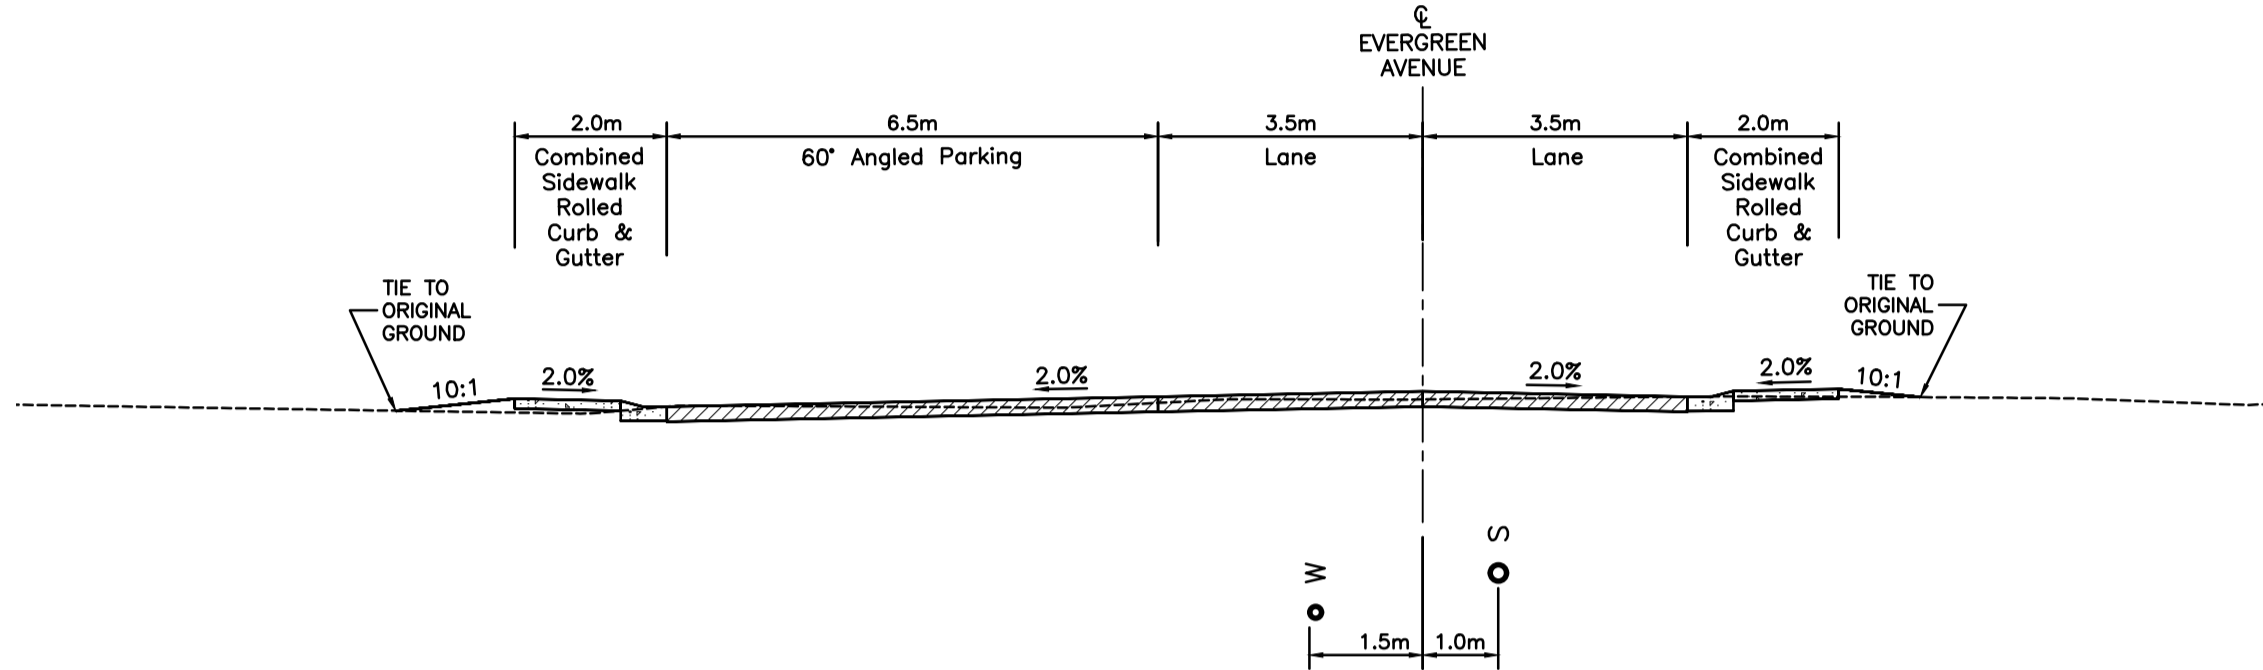 ℄
EVERGREEN
AVENUE
2.0m
6.5m
3.5m
3.5m
2.0m
Combined
Sidewalk
Rolled
Curb &
Gutter
60° Angled Parking
Lane
Lane
Combined
Sidewalk
Rolled
Curb &
Gutter
TIE TO
ORIGINAL
GROUND
TIE TO
ORIGINAL
GROUND
10:1
2.0%
2.0%
2.0%
2.0%
10:1
W
S
1.5m
1.0m